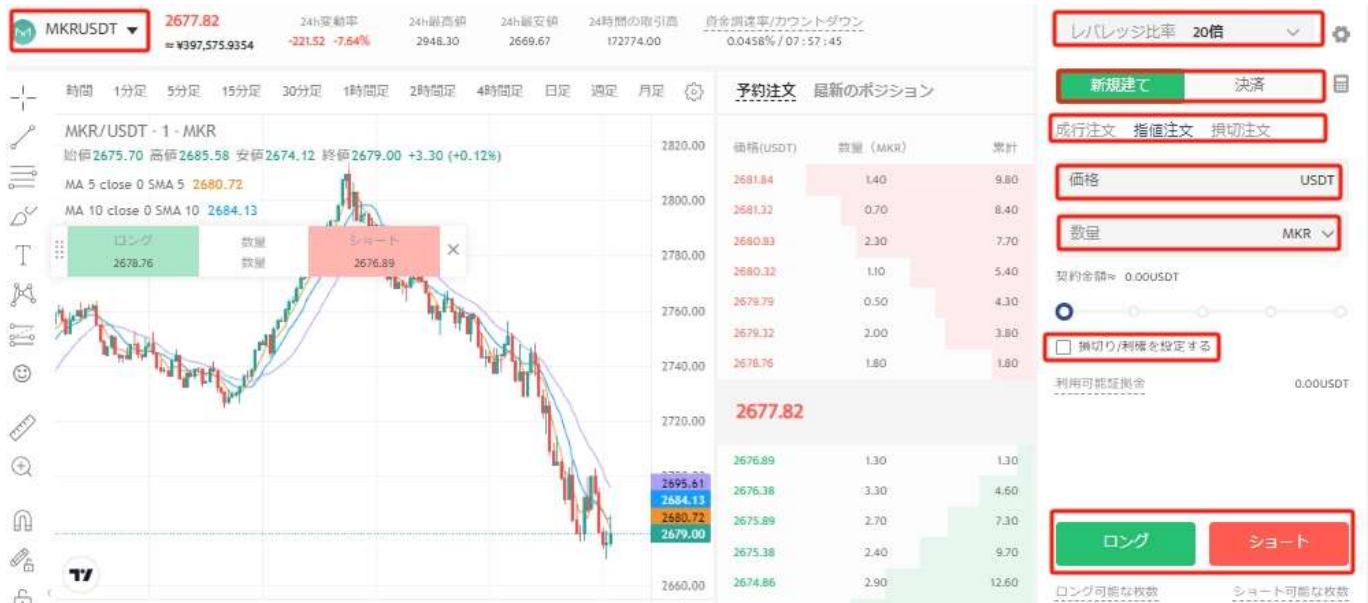 MKRUSDT
2677.82
≈ ¥397,575.9354
24h変動率
-221.52 -7.64%
24h最高値
2948.30
24h最安値
2669.67
24時間の取引高
172774.00
資金調達率/カウントダウン
0.0458% / 07:57:45
時間 1分足 5分足 15分足 30分足 1時間足 2時間足 4時間足 日足 週足 月足
MKR/USDT · 1 · MKR
始値2675.70 高値2685.58 安値2674.12 終値2679.00 +3.30 (+0.12%)
MA 5 close 0 SMA 5 2680.72
MA 10 close 0 SMA 10 2684.13
ロング
2678.76
数量
数量
ショート
2676.89
2820.00
2800.00
2780.00
2760.00
2740.00
2720.00
2695.61
2684.13
2680.72
2679.00
2660.00
予約注文 最新のポジション
価格(USDT) 数量 (MKR) 累計
2681.84 1.40 9.80
2681.32 0.70 8.40
2680.83 2.30 7.70
2680.32 1.10 5.40
2679.79 0.50 4.30
2679.32 2.00 3.80
2678.76 1.80 1.80
2677.82
2676.89 1.30 1.30
2676.38 3.30 4.60
2675.89 2.70 7.30
2675.38 2.40 9.70
2674.86 2.90 12.60
レバレッジ比率 20倍
新規建て 決済
成行注文 指値注文 損切注文
価格 USDT
数量 MKR
契約金額≈ 0.00USDT
損切り/利確を設定する
利用可能証拠金 0.00USDT
ロング ショート
ロング可能な枚数 ショート可能な枚数